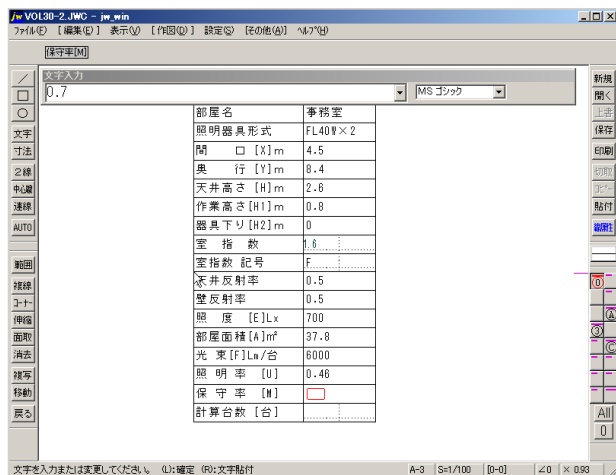 VOL30-2.JWC - jw_win
ファイル(F) [編集(E)] 表示(V) [作図(D)] 設定(S) [その他(A)] ヘルプ(H)
保守率[M]
文字入力
0.7 MS ゴシック
部屋名 事務室
照明器具形式 FL40W×2
間 口 [X]m 4.5
奥 行 [Y]m 8.4
天井高さ [H]m 2.6
作業高さ[H1]m 0.8
器具下り[H2]m 0
室 指 数 1.6
室指数 記号 F
天井反射率 0.5
壁反射率 0.5
照 度 [E]Lx 700
部屋面積[A]㎡ 37.8
光 束[F]Lm/台 6000
照 明 率 [U] 0.46
保 守 率 [M]
計算台数 [台]
文字
寸法
2線
中心線
連線
AUTO
範囲
複線
コーナー
伸縮
面取
消去
複写
移動
戻る
新規
開く
上書
保存
印刷
切取
コピー
貼付
線属性
0
A
3
C
All
0
文字を入力または変更してください。 (L):確定 (R):文字貼付 A-3 S=1/100 [0-0] ∠0 × 0.93